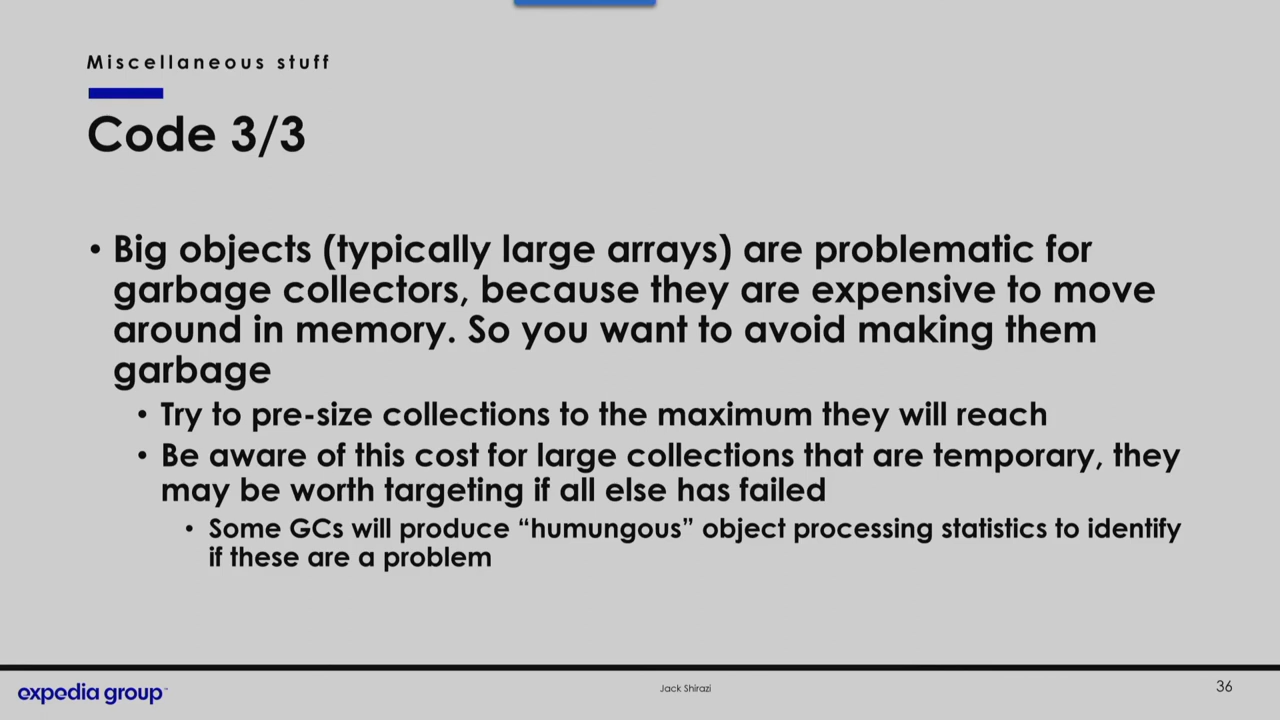 Miscellaneous stuff
Code 3/3
• Big objects (typically large arrays) are problematic for
garbage collectors, because they are expensive to move
around in memory. So you want to avoid making them
garbage
• Try to pre-size collections to the maximum they will reach
• Be aware of this cost for large collections that are temporary, they
may be worth targeting if all else has failed
• Some GCs will produce “humungous” object processing statistics to identify
if these are a problem
expedia group™
Jack Shirazi
36